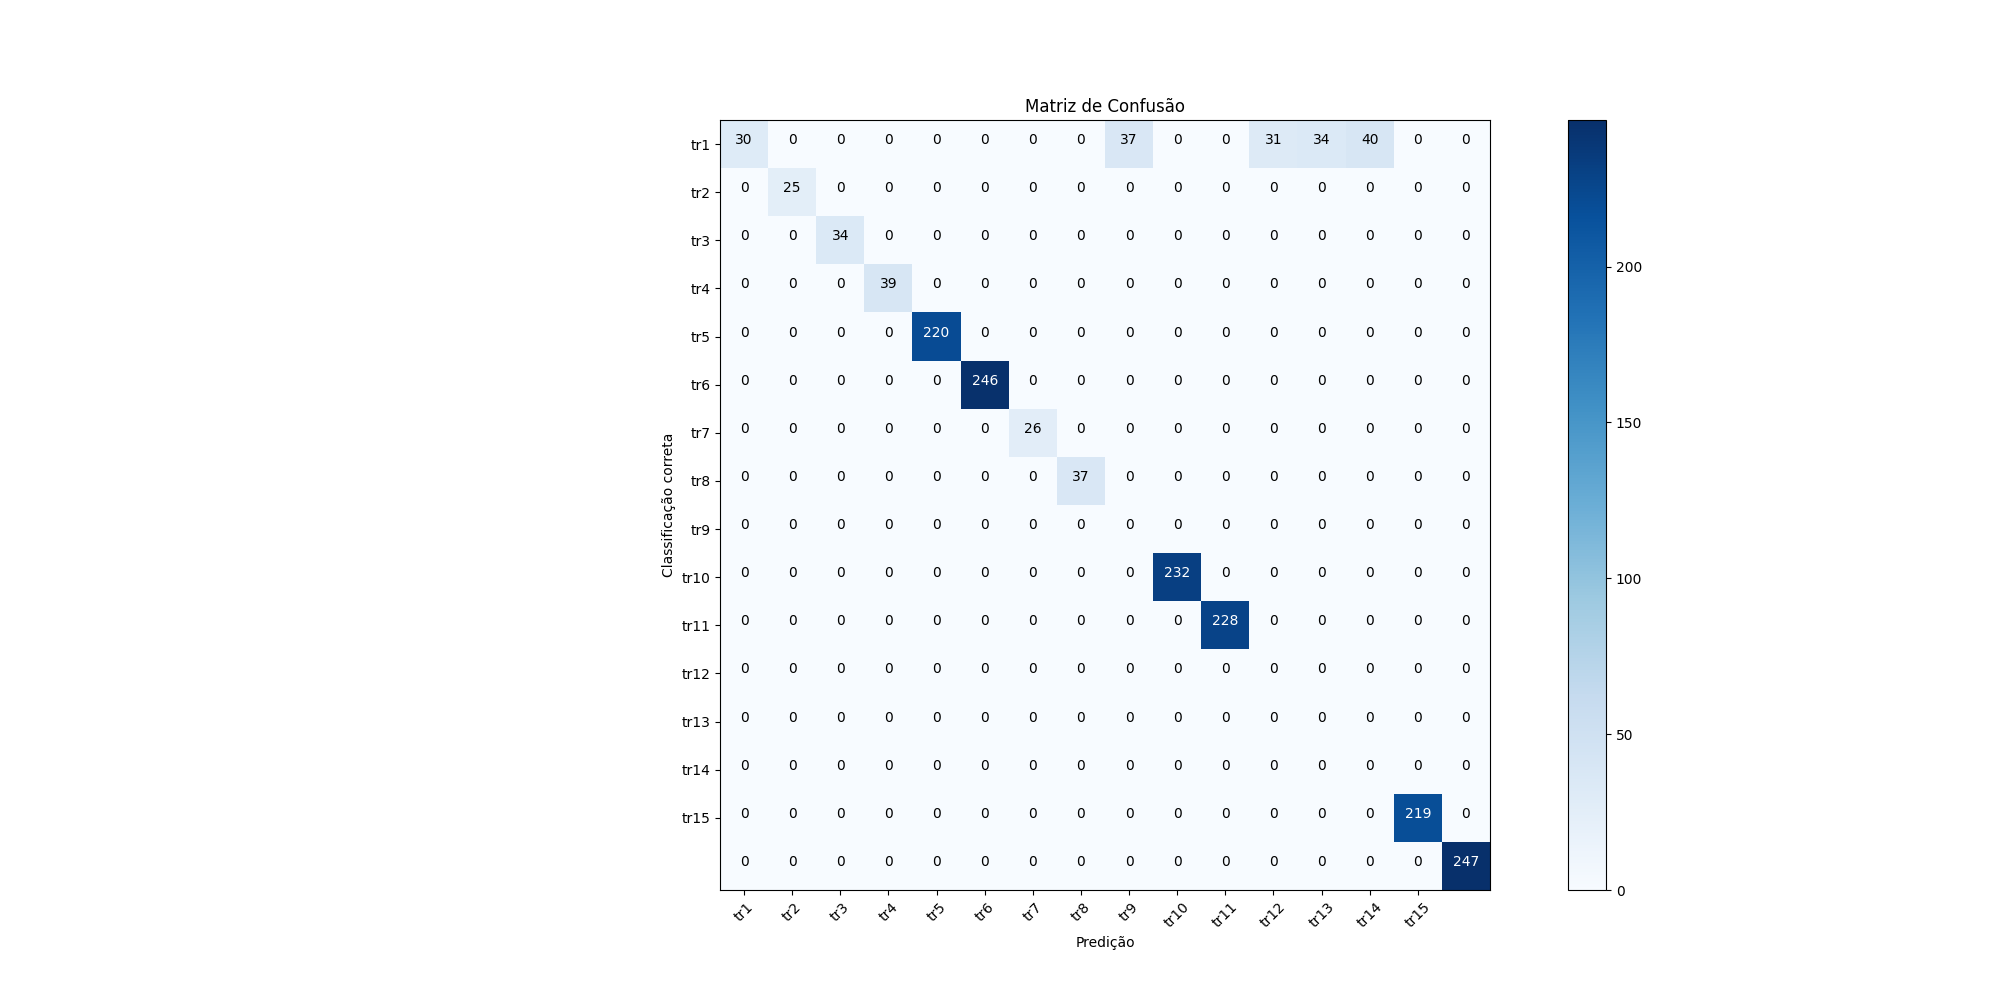 Matriz de Confusão
tr1 30 0 0 0 0 0 0 0 37 0 0 31 34 40 0 0
tr2 0 25 0 0 0 0 0 0 0 0 0 0 0 0 0 0
tr3 0 0 34 0 0 0 0 0 0 0 0 0 0 0 0 0
tr4 0 0 0 39 0 0 0 0 0 0 0 0 0 0 0 0
tr5 0 0 0 0 220 0 0 0 0 0 0 0 0 0 0 0
tr6 0 0 0 0 0 246 0 0 0 0 0 0 0 0 0 0
tr7 0 0 0 0 0 0 26 0 0 0 0 0 0 0 0 0
tr8 0 0 0 0 0 0 0 37 0 0 0 0 0 0 0 0
tr9 0 0 0 0 0 0 0 0 0 0 0 0 0 0 0 0
tr10 0 0 0 0 0 0 0 0 0 232 0 0 0 0 0 0
tr11 0 0 0 0 0 0 0 0 0 0 228 0 0 0 0 0
tr12 0 0 0 0 0 0 0 0 0 0 0 0 0 0 0 0
tr13 0 0 0 0 0 0 0 0 0 0 0 0 0 0 0 0
tr14 0 0 0 0 0 0 0 0 0 0 0 0 0 0 0 0
tr15 0 0 0 0 0 0 0 0 0 0 0 0 0 0 219 0
0 0 0 0 0 0 0 0 0 0 0 0 0 0 0 247
tr1 tr2 tr3 tr4 tr5 tr6 tr7 tr8 tr9 tr10 tr11 tr12 tr13 tr14 tr15
Predição
Classificação correta
200
150
100
50
0